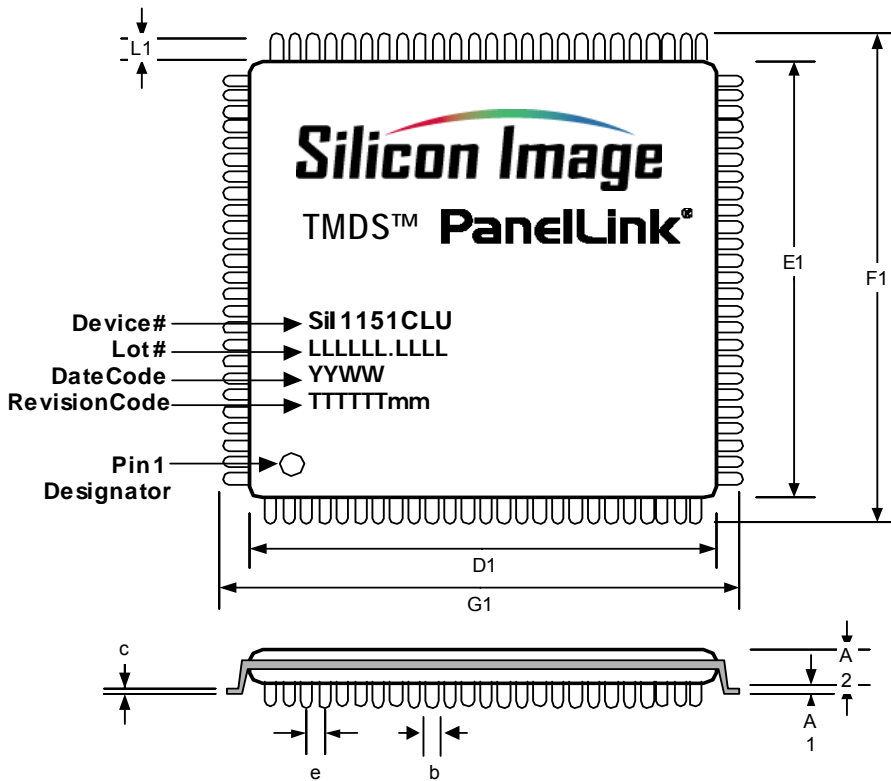 L1
Silicon Image
TMDS™ PanelLink®
E1
F1
Device# SiI1151CLU
Lot# LLLLLL.LLLL
DateCode YYWW
RevisionCode TTTTTTmm
Pin1
Designator
D1
G1
c
A
2
A
1
e
b